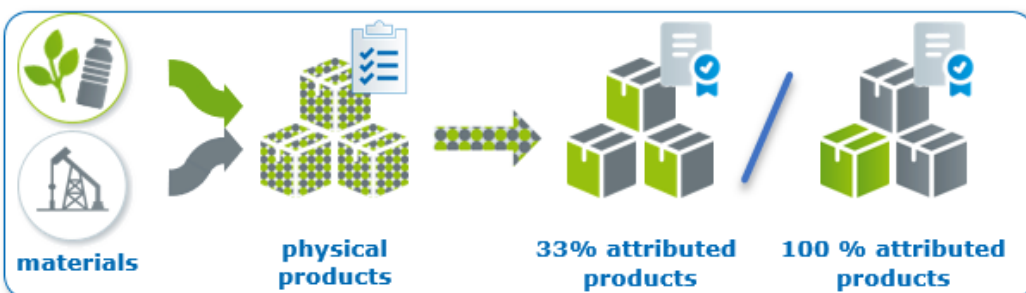 materials
physical
products
33% attributed
products
100 % attributed
products